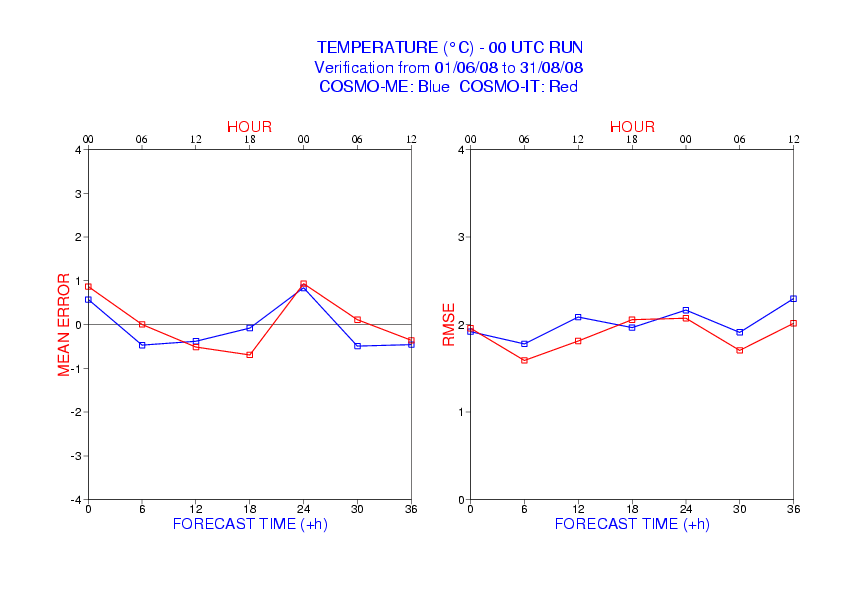 TEMPERATURE (°C) - 00 UTC RUN
Verification from 01/06/08 to 31/08/08
COSMO-ME: Blue COSMO-IT: Red
HOUR
00 06 12 18 00 06 12
4
3
2
1
0
-1
-2
-3
-4
MEAN ERROR
0 6 12 18 24 30 36
FORECAST TIME (+h)
HOUR
00 06 12 18 00 06 12
4
3
2
1
0
RMSE
0 6 12 18 24 30 36
FORECAST TIME (+h)